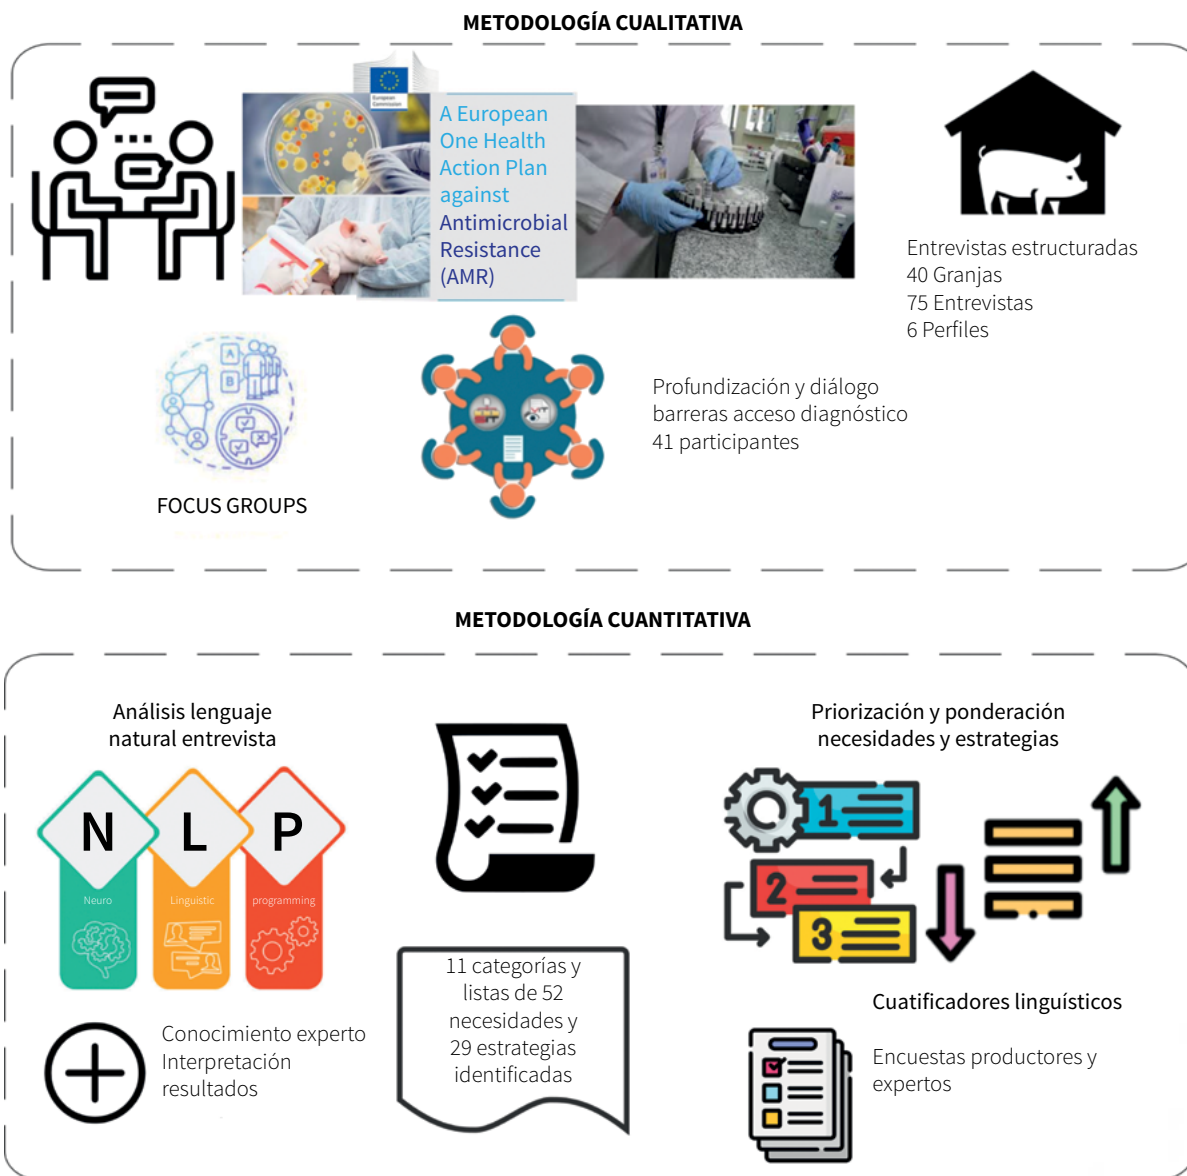 METODOLOGÍA CUALITATIVA
European
Commission
A European
One Health
Action Plan
against
Antimicrobial
Resistance
(AMR)
Entrevistas estructuradas
40 Granjas
75 Entrevistas
6 Perfiles
A
B
FOCUS GROUPS
Profundización y diálogo
barreras acceso diagnóstico
41 participantes
METODOLOGÍA CUANTITATIVA
Análisis lenguaje
natural entrevista
N L P
Neuro Linguistic programming
Conocimiento experto
Interpretación
resultados
11 categorías y
listas de 52
necesidades y
29 estrategias
identificadas
Priorización y ponderación
necesidades y estrategias
1
2
3
Cuatificadores linguísticos
Encuestas productores y
expertos